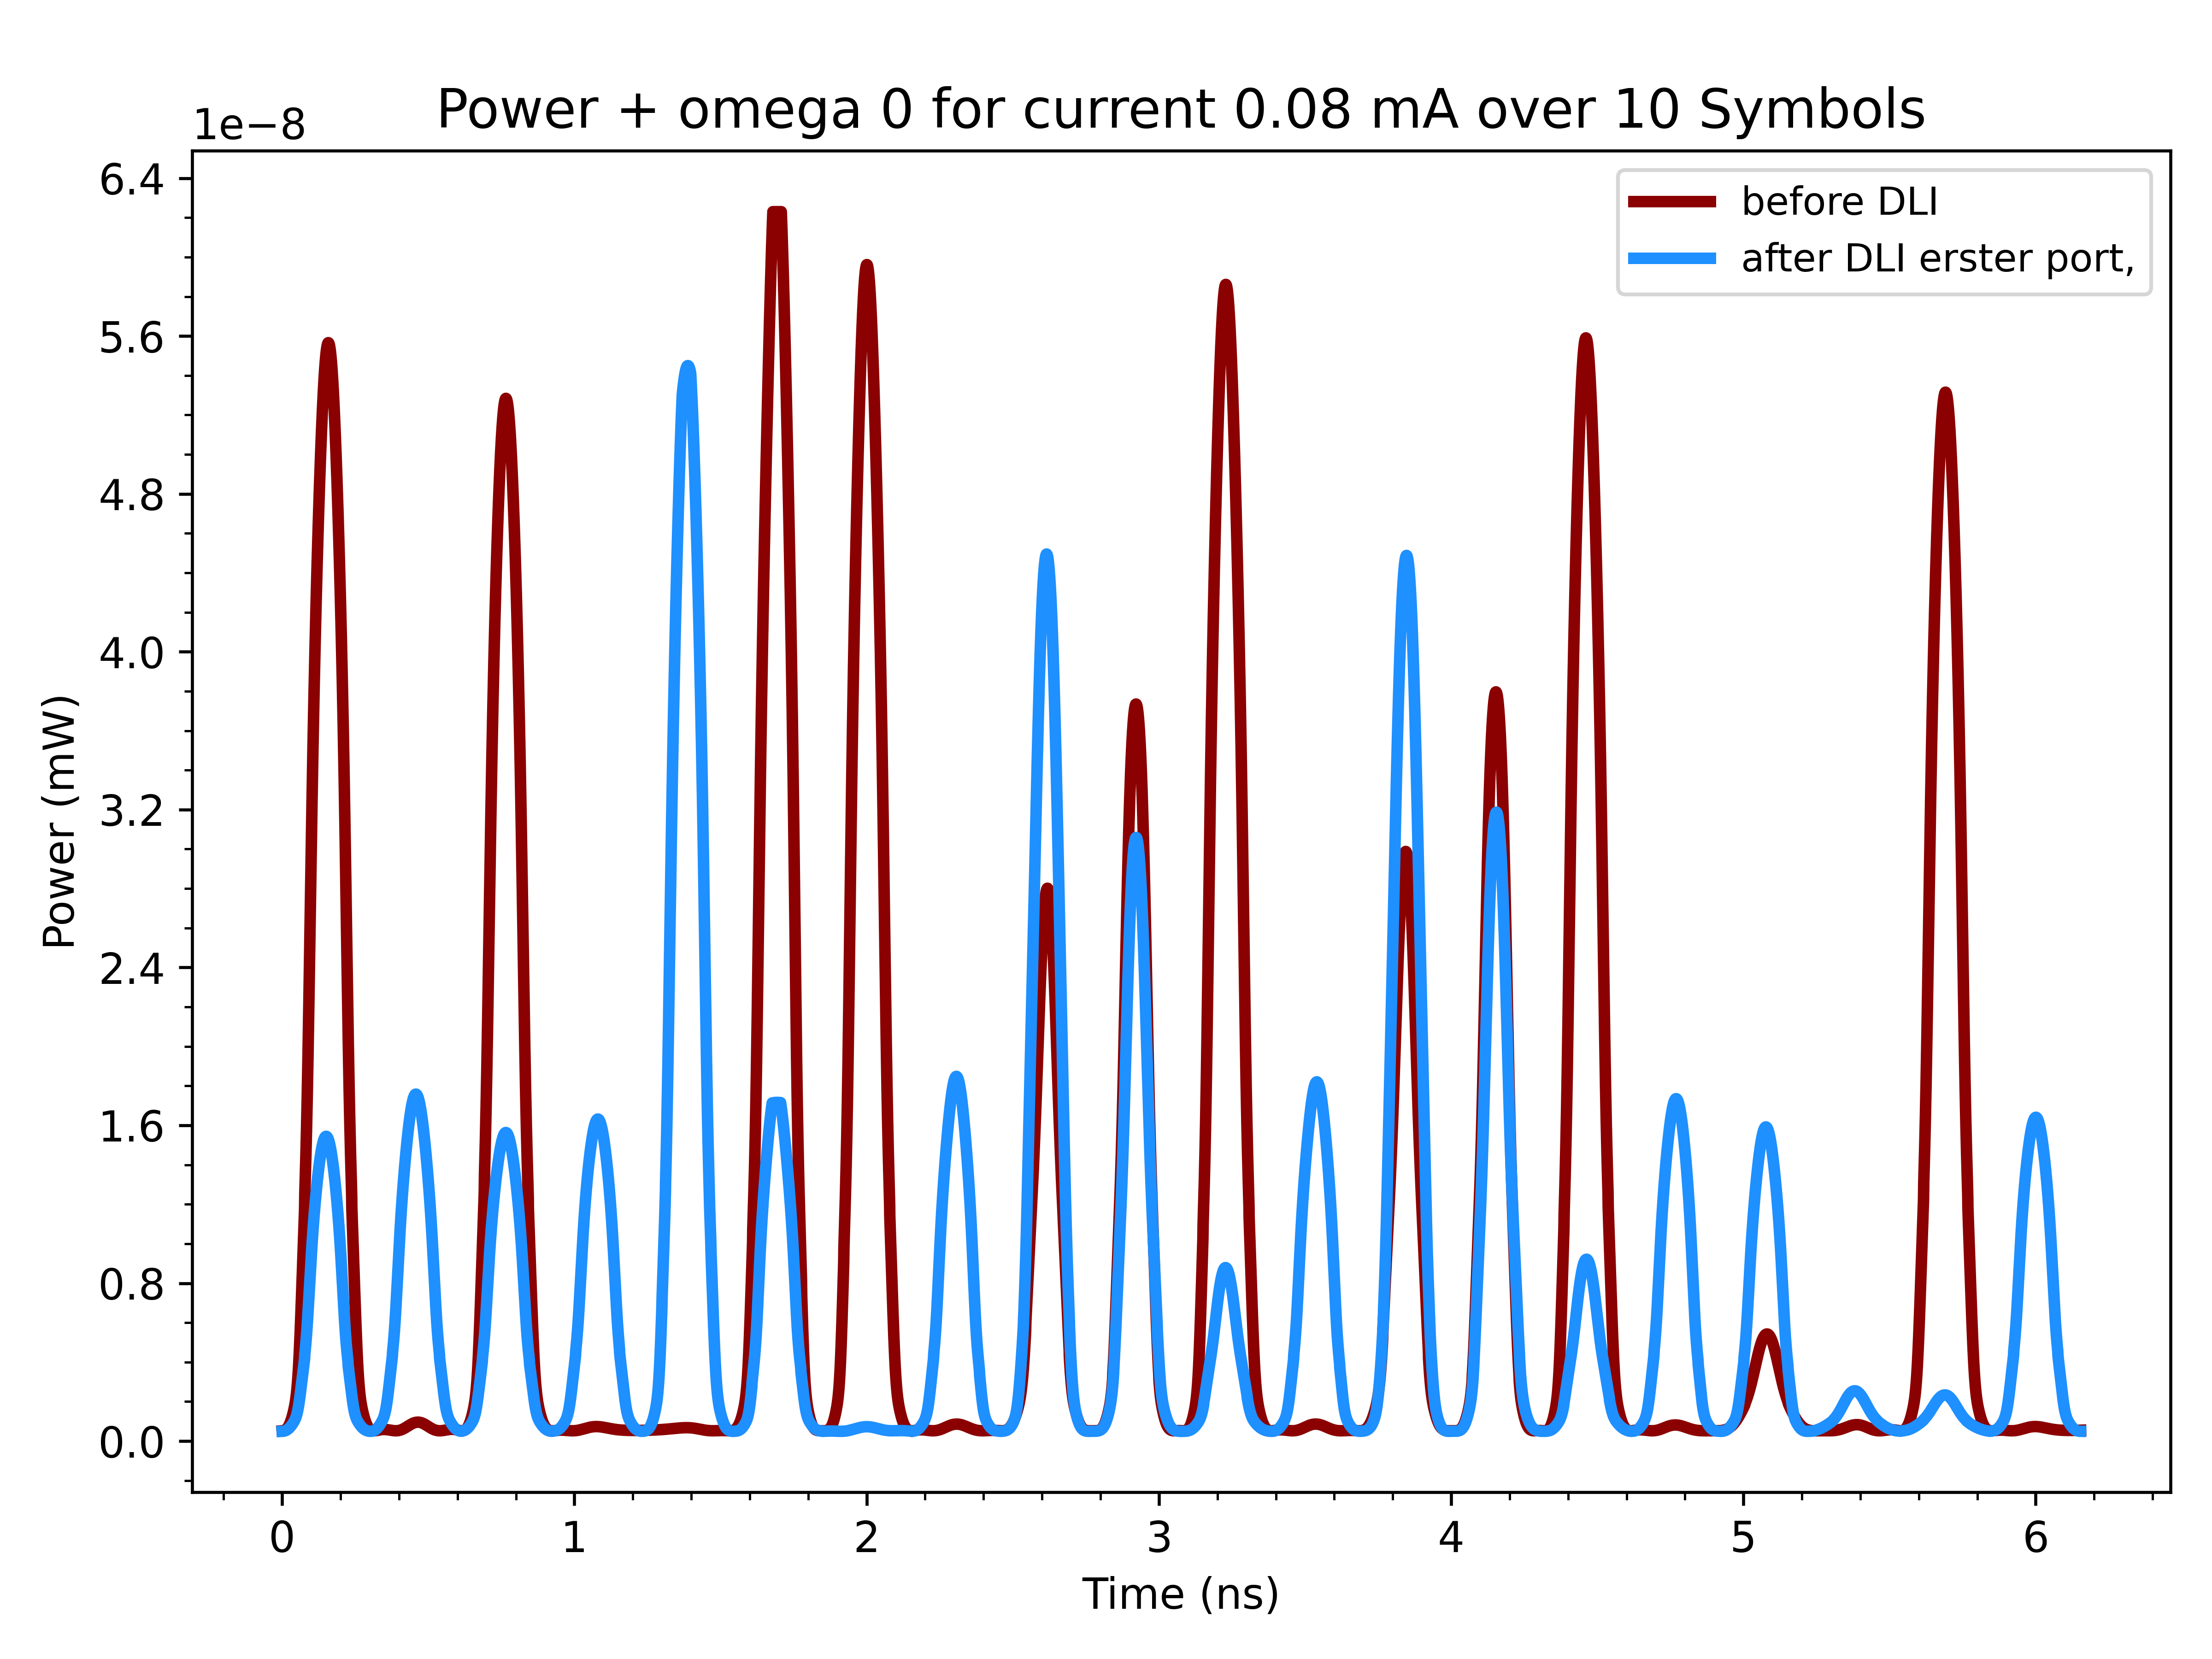 Power + omega 0 for current 0.08 mA over 10 Symbols
1e−8
before DLI
after DLI erster port,
6.4
5.6
4.8
4.0
3.2
2.4
1.6
0.8
0.0
Power (mW)
0 1 2 3 4 5 6
Time (ns)